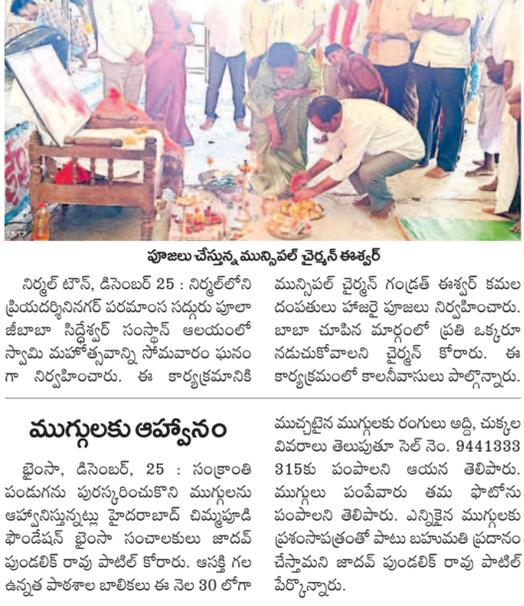 పూజలు చేస్తున్న మున్సిపల్ చైర్మన్ ఈశ్వర్
నిర్మల్ టౌన్, డిసెంబర్ 25 : నిర్మల్‌లోని
ప్రియదర్శినినగర్ పరమాంస సద్గురు పూలా
జీబాబా సిద్ధేశ్వర్ సంస్థాన్ ఆలయంలో
స్వామి మహోత్సవాన్ని సోమవారం ఘనం
గా నిర్వహించారు. ఈ కార్యక్రమానికి
మున్సిపల్ చైర్మన్ గండ్రత్ ఈశ్వర్ కమల
దంపతులు హాజరై పూజలు నిర్వహించారు.
బాబా చూపిన మార్గంలో ప్రతి ఒక్కరూ
నడుచుకోవాలని చైర్మన్ కోరారు. ఈ
కార్యక్రమంలో కాలనీవాసులు పాల్గొన్నారు.
ముగ్గులకు ఆహ్వానం
భైంసా, డిసెంబర్, 25 : సంక్రాంతి
పండుగను పురస్కరించుకొని ముగ్గులను
ఆహ్వానిస్తున్నట్లు హైదరాబాద్ చిమ్మపూడి
ఫౌండేషన్ భైంసా సంచాలకులు జాదవ్
పుండలిక్ రావు పాటిల్ కోరారు. ఆసక్తి గల
ఉన్నత పాఠశాల బాలికలు ఈ నెల 30 లోగా
ముచ్చటైన ముగ్గులకు రంగులు అద్ది, చుక్కల
వివరాలు తెలుపుతూ సెల్ నెం. 9441333
315కు పంపాలని ఆయన తెలిపారు.
ముగ్గులు పంపేవారు తమ ఫొటోను
పంపాలని తెలిపారు. ఎన్నికైన ముగ్గులకు
ప్రశంసాపత్రంతో పాటు బహుమతి ప్రదానం
చేస్తామని జాదవ్ పుండలిక్ రావు పాటిల్
పేర్కొన్నారు.